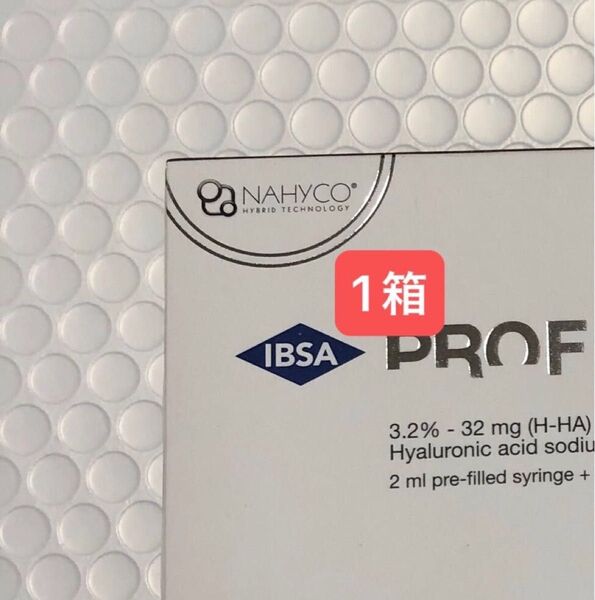 NAHYCO®
HYBRID TECHNOLOGY
1箱
IBSA
PROF
3.2% - 32 mg (H-HA)
Hyaluronic acid sodiu
2 ml pre-filled syringe +